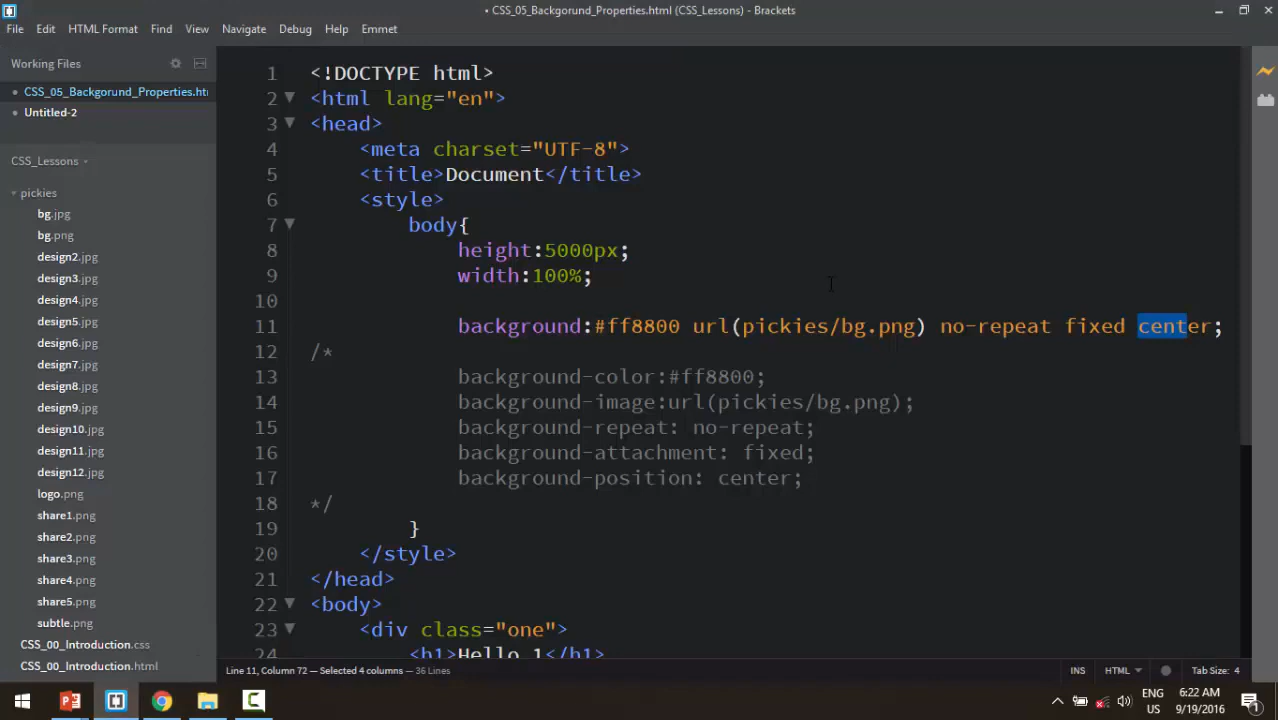 • CSS_05_Backgorund_Properties.html (CSS_Lessons) - Brackets
File Edit HTML Format Find View Navigate Debug Help Emmet
Working Files
• CSS_05_Backgorund_Properties.ht
• Untitled-2
CSS_Lessons
pickies
bg.jpg
bg.png
design2.jpg
design3.jpg
design4.jpg
design5.jpg
design6.jpg
design7.jpg
design8.jpg
design9.jpg
design10.jpg
design11.jpg
design12.jpg
logo.png
share1.png
share2.png
share3.png
share4.png
share5.png
subtle.png
CSS_00_Introduction.css
CSS_00_Introduction.html
1 <!DOCTYPE html>
2 <html lang="en">
3 <head>
4 <meta charset="UTF-8">
5 <title>Document</title>
6 <style>
7 body{
8 height:5000px;
9 width:100%;
10
11 background:#ff8800 url(pickies/bg.png) no-repeat fixed center;
12 /*
13 background-color:#ff8800;
14 background-image:url(pickies/bg.png);
15 background-repeat: no-repeat;
16 background-attachment: fixed;
17 background-position: center;
18 */
19 }
20 </style>
21 </head>
22 <body>
23 <div class="one">
24 <h1>Hello 1</h1>
Line 11, Column 72 — Selected 4 columns — 36 Lines
INS HTML Tab Size: 4
ENG 6:22 AM
US 9/19/2016